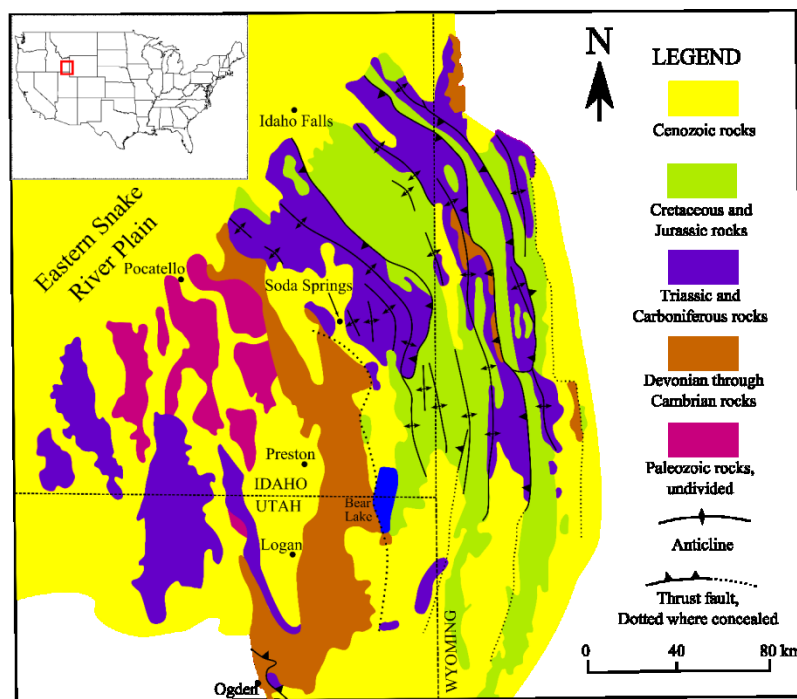 N
LEGEND
Cenozoic rocks
Cretaceous and
Jurassic rocks
Triassic and
Carboniferous rocks
Devonian through
Cambrian rocks
Paleozoic rocks,
undivided
Anticline
Thrust fault,
Dotted where concealed
0 40 80 km
Idaho Falls
Eastern Snake
River Plain
Pocatello
Soda Springs
Preston
IDAHO
UTAH
Bear
Lake
Logan
WYOMING
Ogden